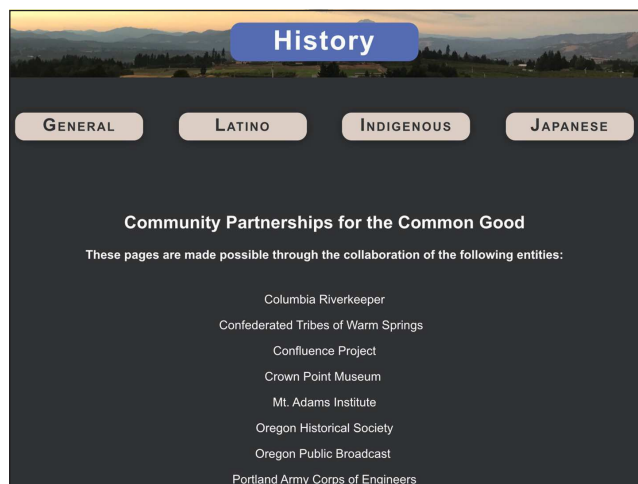 History
GENERAL
LATINO
INDIGENOUS
JAPANESE
Community Partnerships for the Common Good
These pages are made possible through the collaboration of the following entities:
Columbia Riverkeeper
Confederated Tribes of Warm Springs
Confluence Project
Crown Point Museum
Mt. Adams Institute
Oregon Historical Society
Oregon Public Broadcast
Portland Army Corps of Engineers